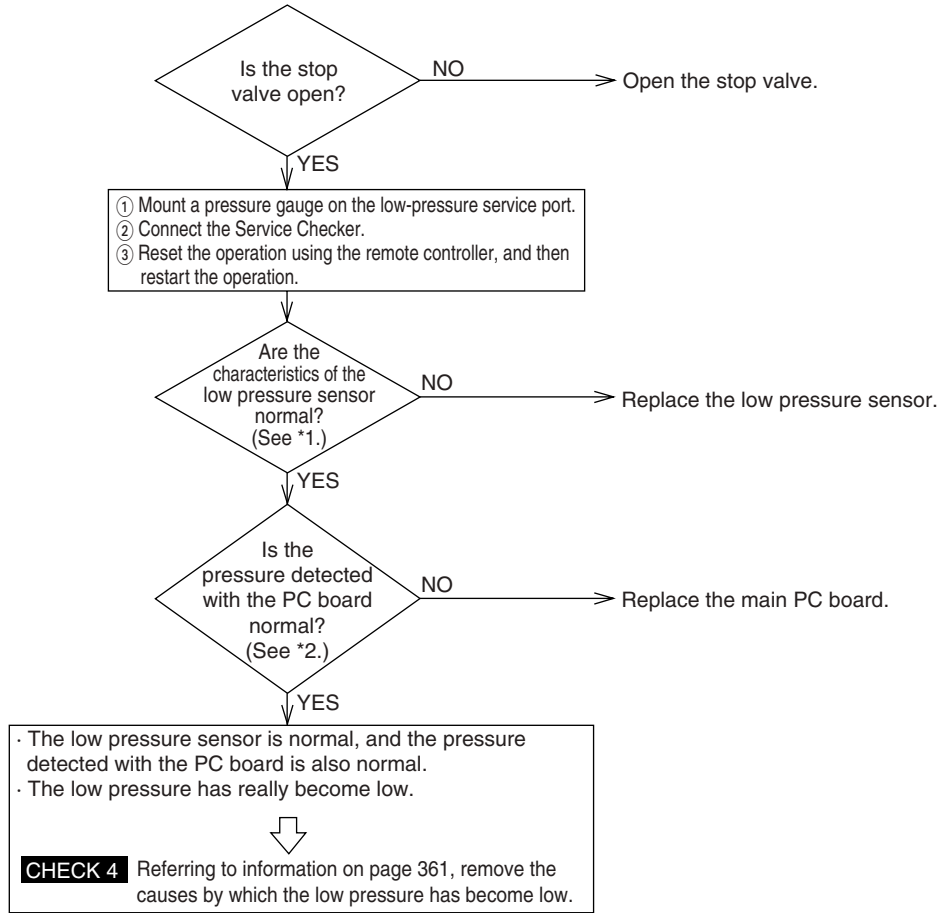 Is the stop
valve open?
NO
Open the stop valve.
YES
① Mount a pressure gauge on the low-pressure service port.
② Connect the Service Checker.
③ Reset the operation using the remote controller, and then
restart the operation.
Are the
characteristics of the
low pressure sensor
normal?
(See *1.)
NO
Replace the low pressure sensor.
YES
Is the
pressure detected
with the PC board
normal?
(See *2.)
NO
Replace the main PC board.
YES
· The low pressure sensor is normal, and the pressure
detected with the PC board is also normal.
· The low pressure has really become low.
CHECK 4 Referring to information on page 361, remove the
causes by which the low pressure has become low.